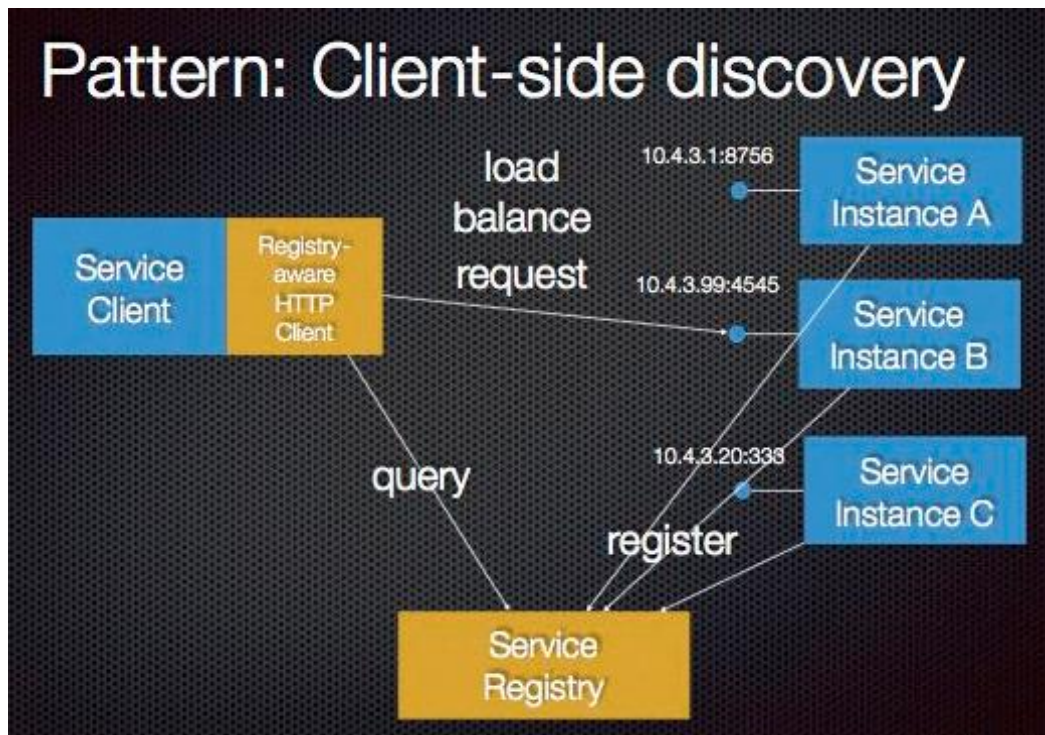 Pattern: Client-side discovery
Service
Client
Registry-
aware
HTTP
Client
load
balance
request
10.4.3.1:8756
Service
Instance A
10.4.3.99:4545
Service
Instance B
10.4.3.20:333
Service
Instance C
query
register
Service
Registry